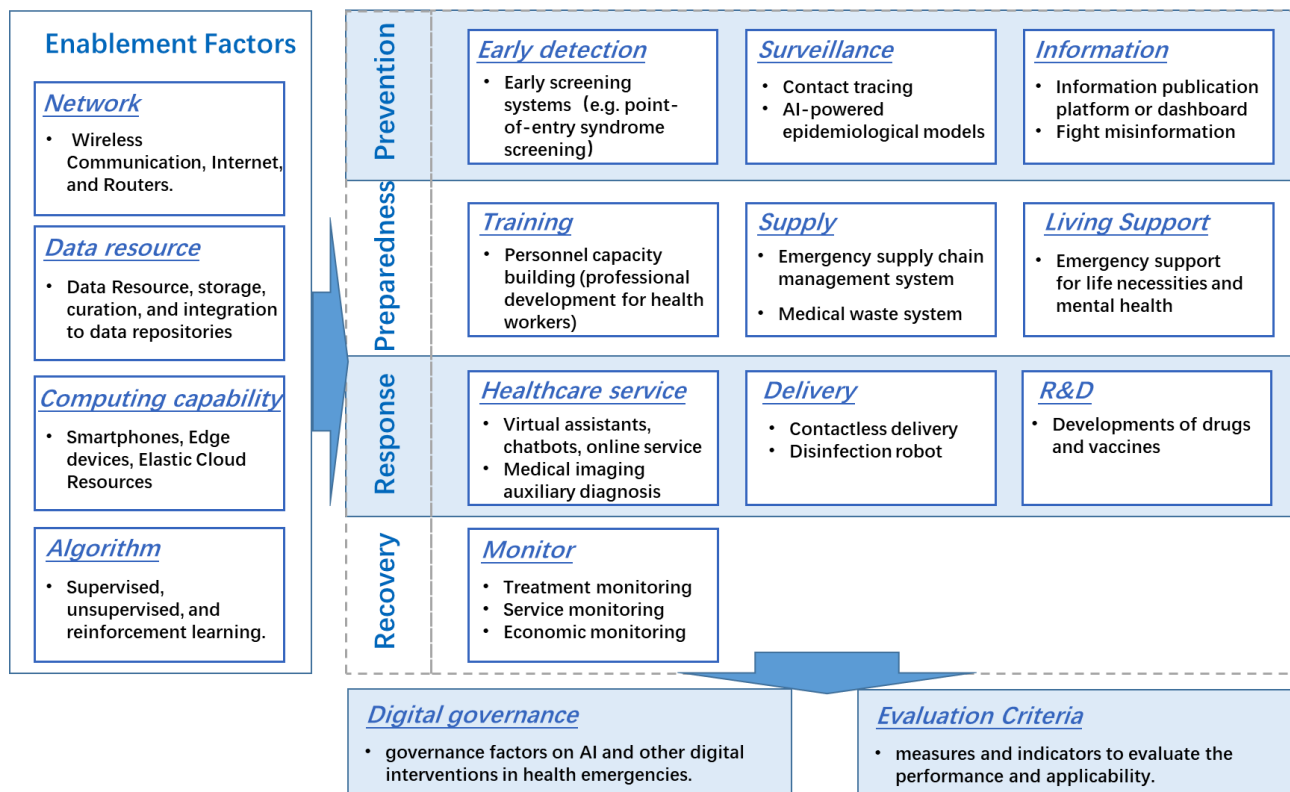 Enablement Factors
Network
• Wireless
Communication, Internet,
and Routers.
Data resource
• Data Resource, storage,
curation, and integration
to data repositories
Computing capability
• Smartphones, Edge
devices, Elastic Cloud
Resources
Algorithm
• Supervised,
unsupervised, and
reinforcement learning.
Prevention
Early detection
• Early screening
systems（e.g. point-
of-entry syndrome
screening）
Surveillance
• Contact tracing
• AI-powered
epidemiological models
Information
• Information publication
platform or dashboard
• Fight misinformation
Preparedness
Training
• Personnel capacity
building (professional
development for health
workers)
Supply
• Emergency supply chain
management system
• Medical waste system
Living Support
• Emergency support
for life necessities and
mental health
Response
Healthcare service
• Virtual assistants,
chatbots, online service
• Medical imaging
auxiliary diagnosis
Delivery
• Contactless delivery
• Disinfection robot
R&D
• Developments of drugs
and vaccines
Recovery
Monitor
• Treatment monitoring
• Service monitoring
• Economic monitoring
Digital governance
• governance factors on AI and other digital
interventions in health emergencies.
Evaluation Criteria
• measures and indicators to evaluate the
performance and applicability.